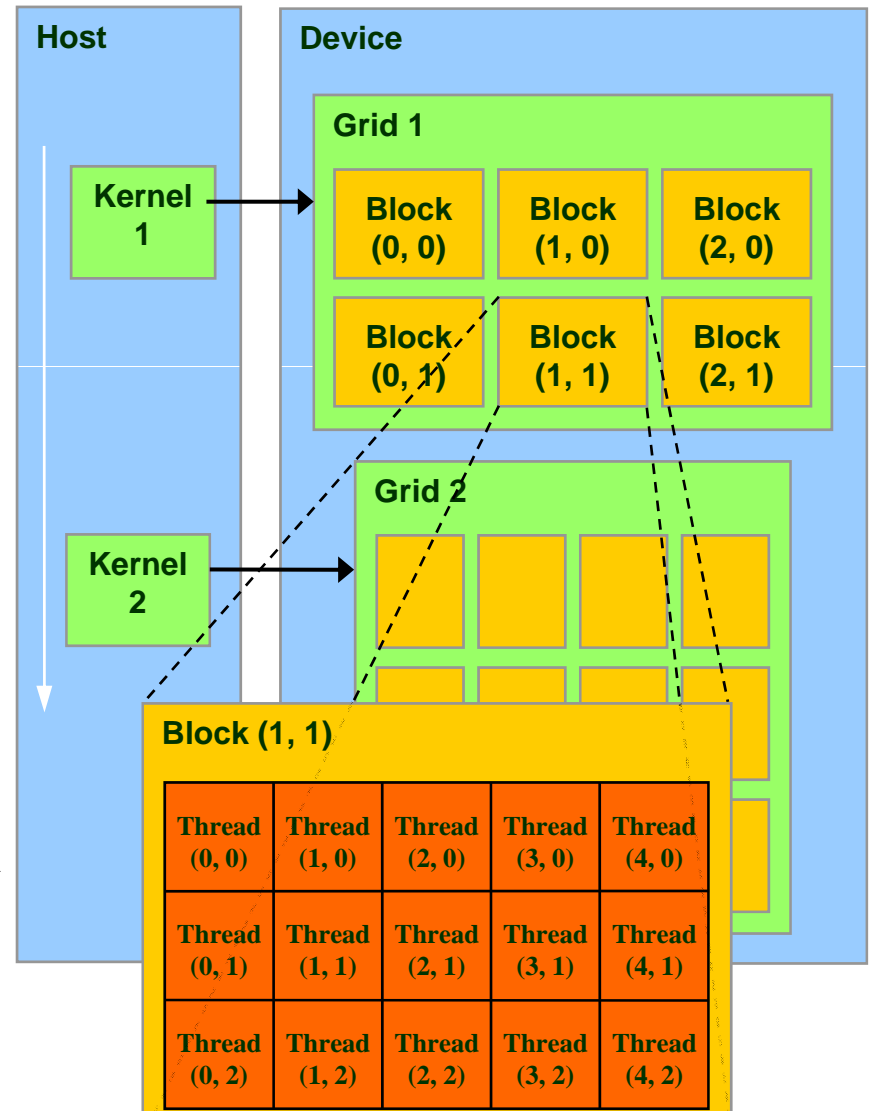 Host
Device
Grid 1
Kernel
1
Block
(0, 0)
Block
(1, 0)
Block
(2, 0)
Block
(0, 1)
Block
(1, 1)
Block
(2, 1)
Grid 2
Kernel
2
Block (1, 1)
Thread
(0, 0)
Thread
(1, 0)
Thread
(2, 0)
Thread
(3, 0)
Thread
(4, 0)
Thread
(0, 1)
Thread
(1, 1)
Thread
(2, 1)
Thread
(3, 1)
Thread
(4, 1)
Thread
(0, 2)
Thread
(1, 2)
Thread
(2, 2)
Thread
(3, 2)
Thread
(4, 2)